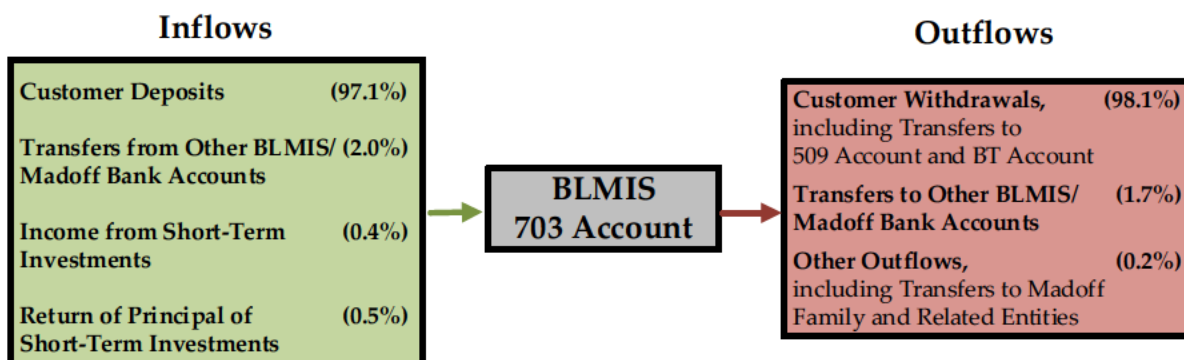 Inflows
Customer Deposits (97.1%)
Transfers from Other BLMIS/ (2.0%)
Madoff Bank Accounts
Income from Short-Term (0.4%)
Investments
Return of Principal of (0.5%)
Short-Term Investments
BLMIS
703 Account
Outflows
Customer Withdrawals, (98.1%)
including Transfers to
509 Account and BT Account
Transfers to Other BLMIS/ (1.7%)
Madoff Bank Accounts
Other Outflows, (0.2%)
including Transfers to Madoff
Family and Related Entities